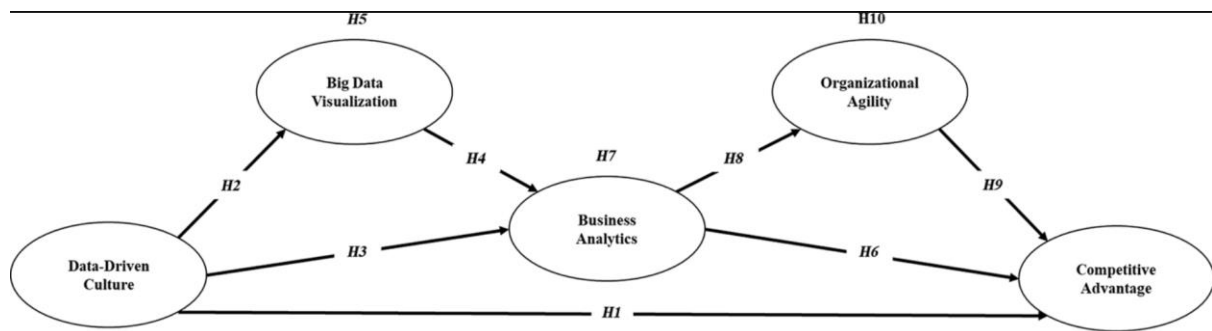 H5
H10
Big Data
Visualization
Organizational
Agility
H4
H7
H8
H2
H9
Business
Analytics
H3
H6
Data-Driven
Culture
Competitive
Advantage
H1